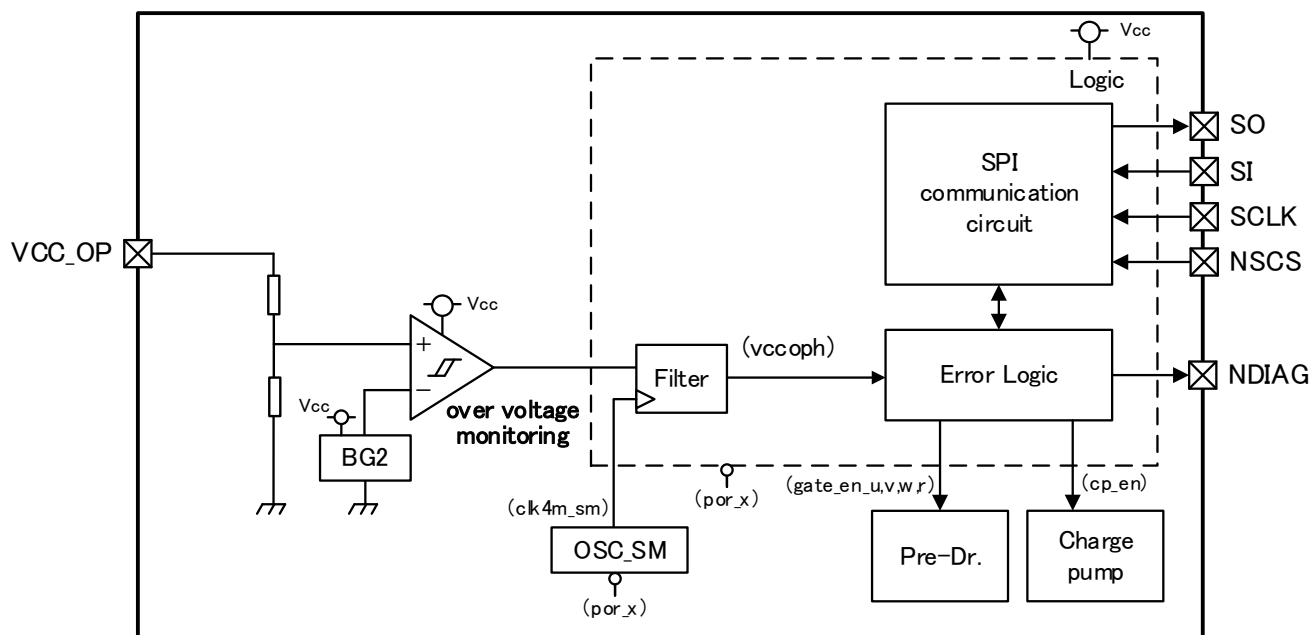 Vcc
Logic
SPI
communication
circuit
SO
SI
SCLK
NSCS
VCC_OP
Vcc
+
−
over voltage
monitoring
Vcc
BG2
Filter
(vccoph)
Error Logic
NDIAG
(clk4m_sm)
OSC_SM
(por_x)
(por_x)
(gate_en_u,v,w,r)
(cp_en)
Pre-Dr.
Charge
pump